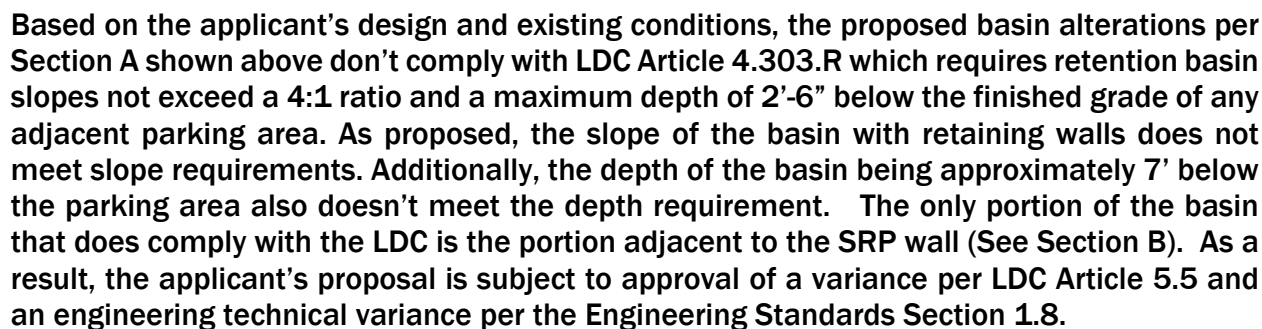 Based on the applicant’s design and existing conditions, the proposed basin alterations per
Section A shown above don’t comply with LDC Article 4.303.R which requires retention basin
slopes not exceed a 4:1 ratio and a maximum depth of 2’-6” below the finished grade of any
adjacent parking area. As proposed, the slope of the basin with retaining walls does not
meet slope requirements. Additionally, the depth of the basin being approximately 7’ below
the parking area also doesn’t meet the depth requirement. The only portion of the basin
that does comply with the LDC is the portion adjacent to the SRP wall (See Section B). As a
result, the applicant’s proposal is subject to approval of a variance per LDC Article 5.5 and
an engineering technical variance per the Engineering Standards Section 1.8.